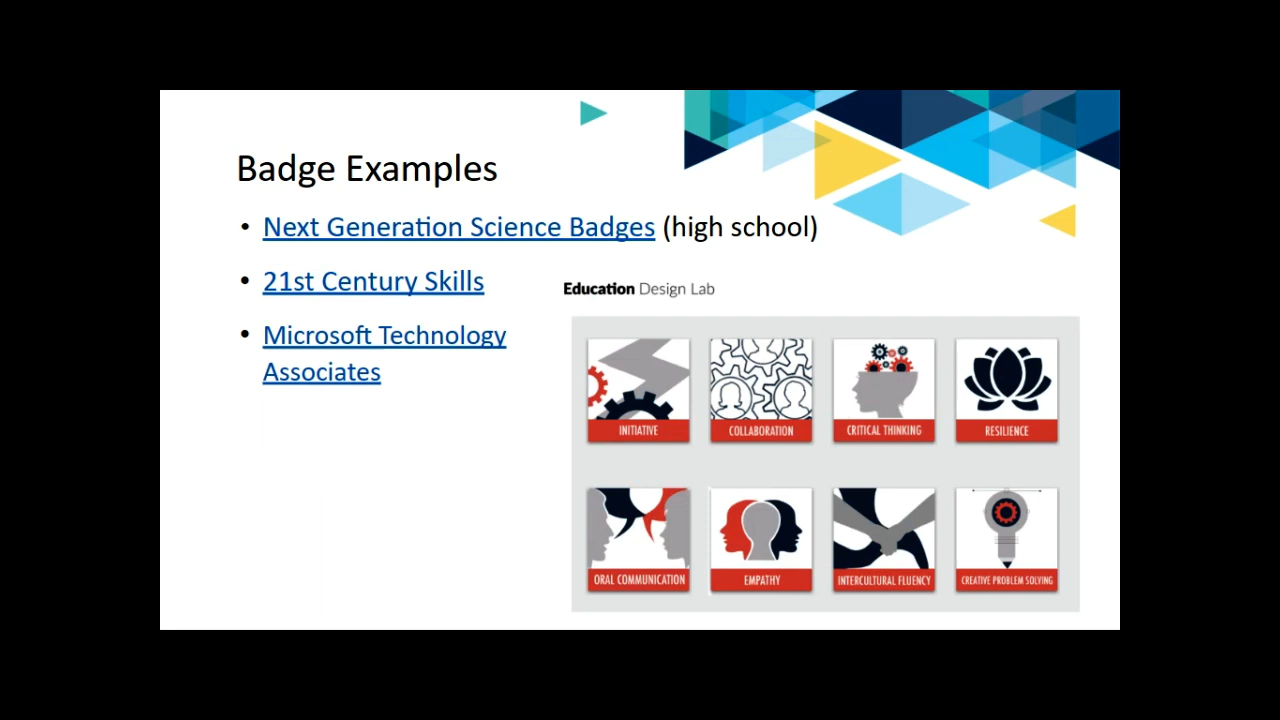 Badge Examples
• Next Generation Science Badges (high school)
• 21st Century Skills
• Microsoft Technology
Associates
Education Design Lab
INITIATIVE
COLLABORATION
CRITICAL THINKING
RESILIENCE
ORAL COMMUNICATION
EMPATHY
INTERCULTURAL FLUENCY
CREATIVE PROBLEM SOLVING